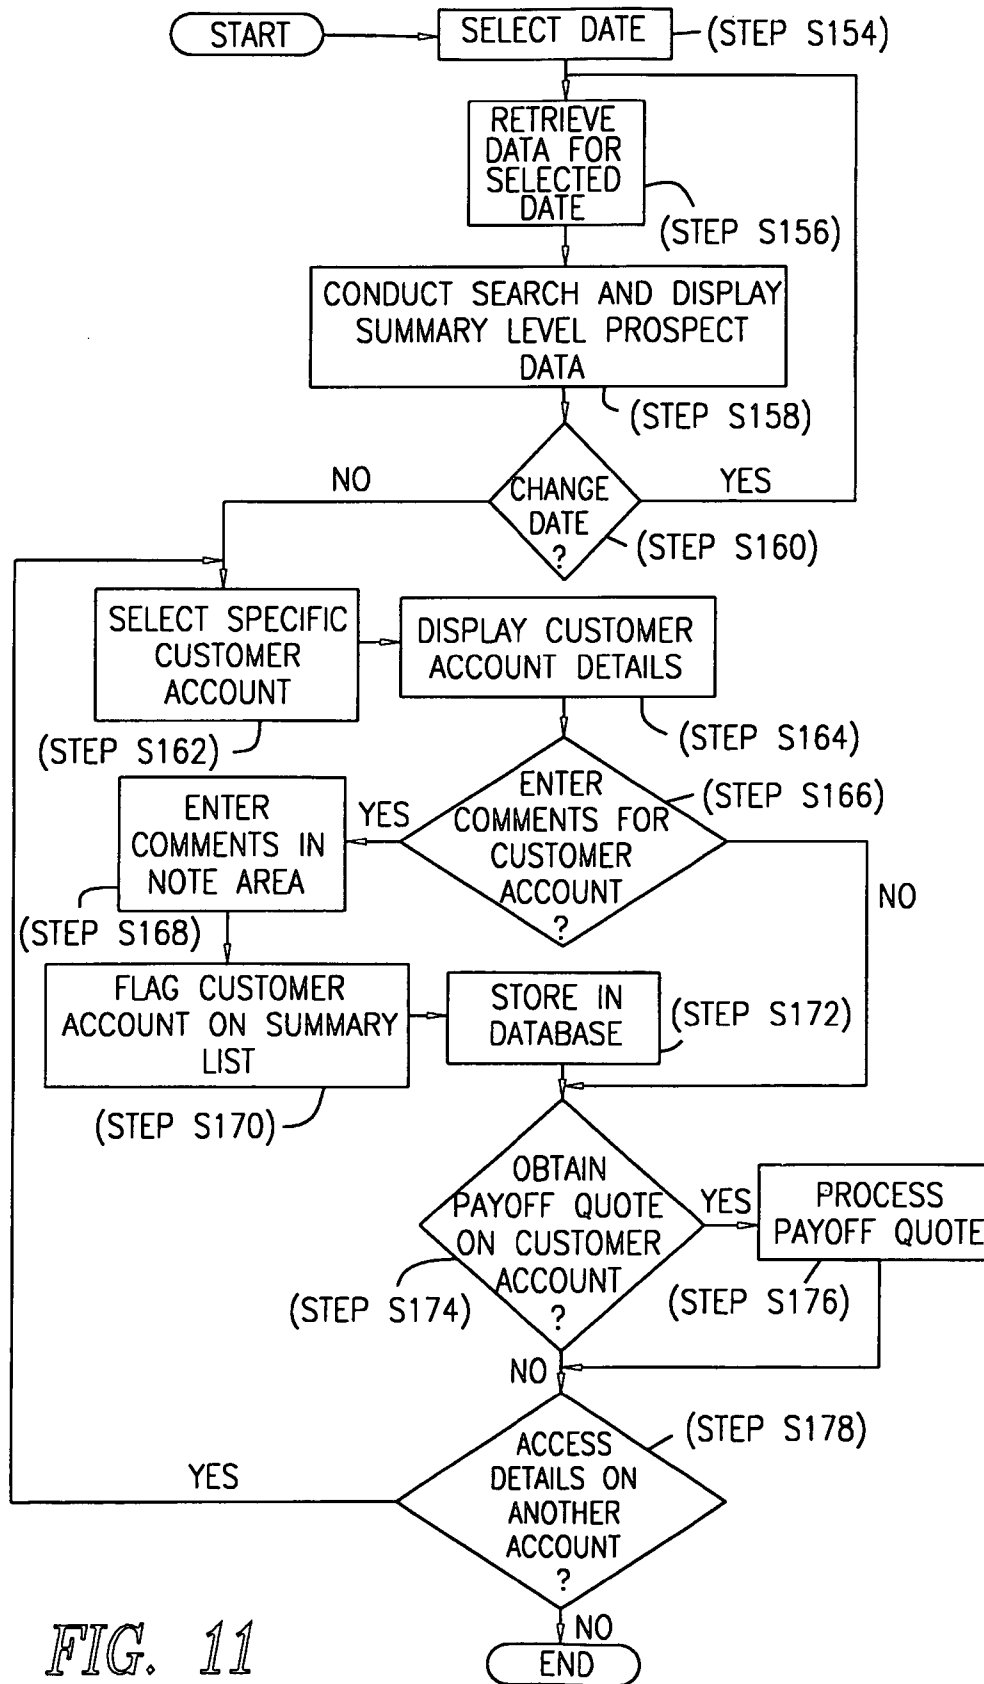 START
SELECT DATE
(STEP S154)
RETRIEVE
DATA FOR
SELECTED
DATE
(STEP S156)
CONDUCT SEARCH AND DISPLAY
SUMMARY LEVEL PROSPECT
DATA
(STEP S158)
NO
CHANGE
DATE
?
YES
(STEP S160)
SELECT SPECIFIC
CUSTOMER
ACCOUNT
(STEP S162)
DISPLAY CUSTOMER
ACCOUNT DETAILS
(STEP S164)
ENTER
COMMENTS FOR
CUSTOMER
ACCOUNT
?
(STEP S166)
YES
NO
ENTER
COMMENTS IN
NOTE AREA
(STEP S168)
FLAG CUSTOMER
ACCOUNT ON SUMMARY
LIST
(STEP S170)
STORE IN
DATABASE
(STEP S172)
OBTAIN
PAYOFF QUOTE
ON CUSTOMER
ACCOUNT
?
(STEP S174)
YES
PROCESS
PAYOFF QUOTE
(STEP S176)
NO
ACCESS
DETAILS ON
ANOTHER
ACCOUNT
?
(STEP S178)
YES
NO
END
FIG. 11